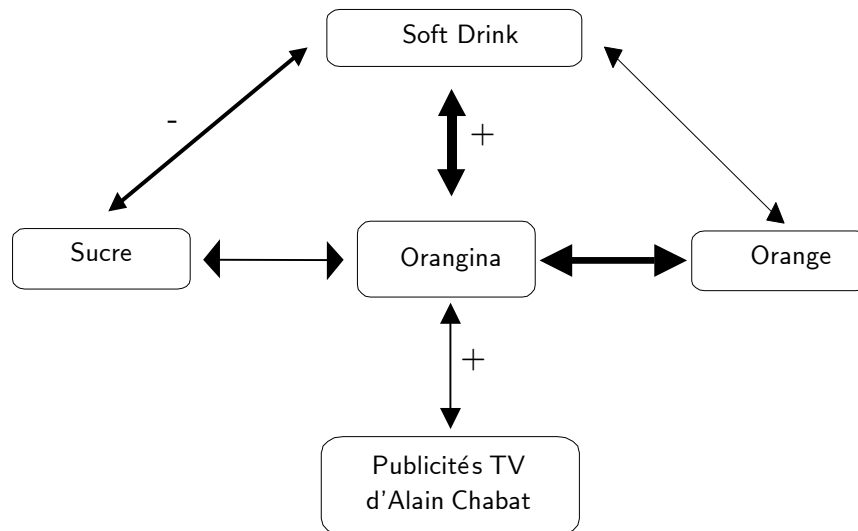 Soft Drink
-
+
Sucre
Orangina
Orange
+
Publicités TV
d'Alain Chabat